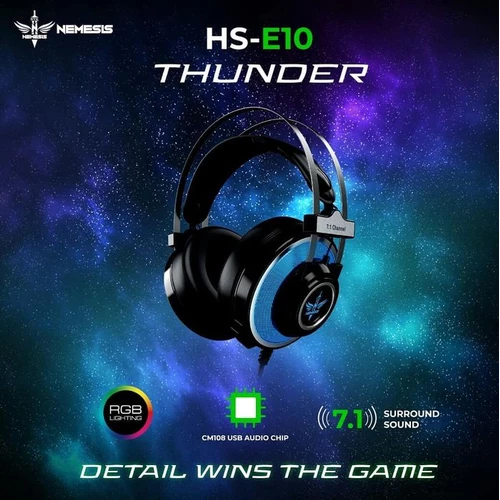 NEMESIS
NEMESIS
HS-E10
THUNDER
7.1 Channel
RGB
LIGHTING
CM108 USB AUDIO CHIP
7.1
SURROUND
SOUND
DETAIL WINS THE GAME